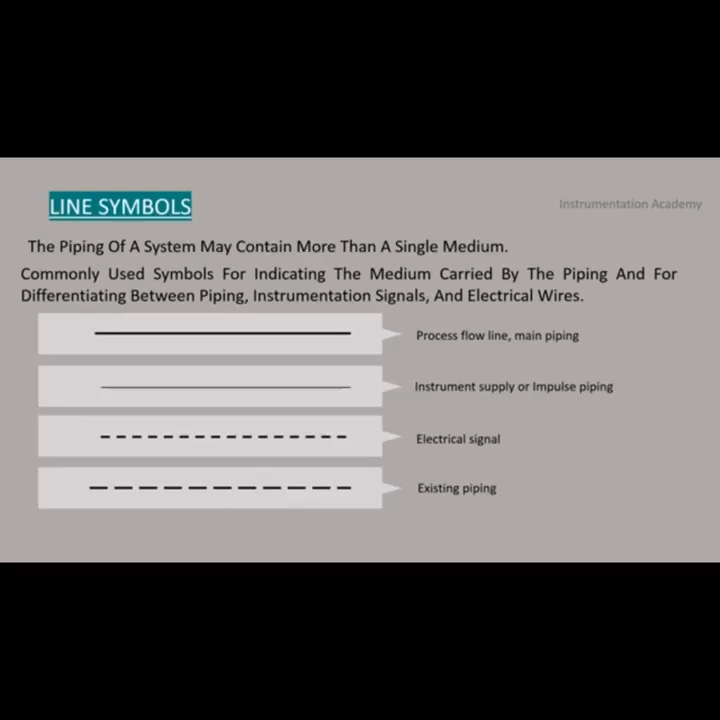 LINE SYMBOLS
Instrumentation Academy
The Piping Of A System May Contain More Than A Single Medium.
Commonly Used Symbols For Indicating The Medium Carried By The Piping And For
Differentiating Between Piping, Instrumentation Signals, And Electrical Wires.
Process flow line, main piping
Instrument supply or Impulse piping
Electrical signal
Existing piping